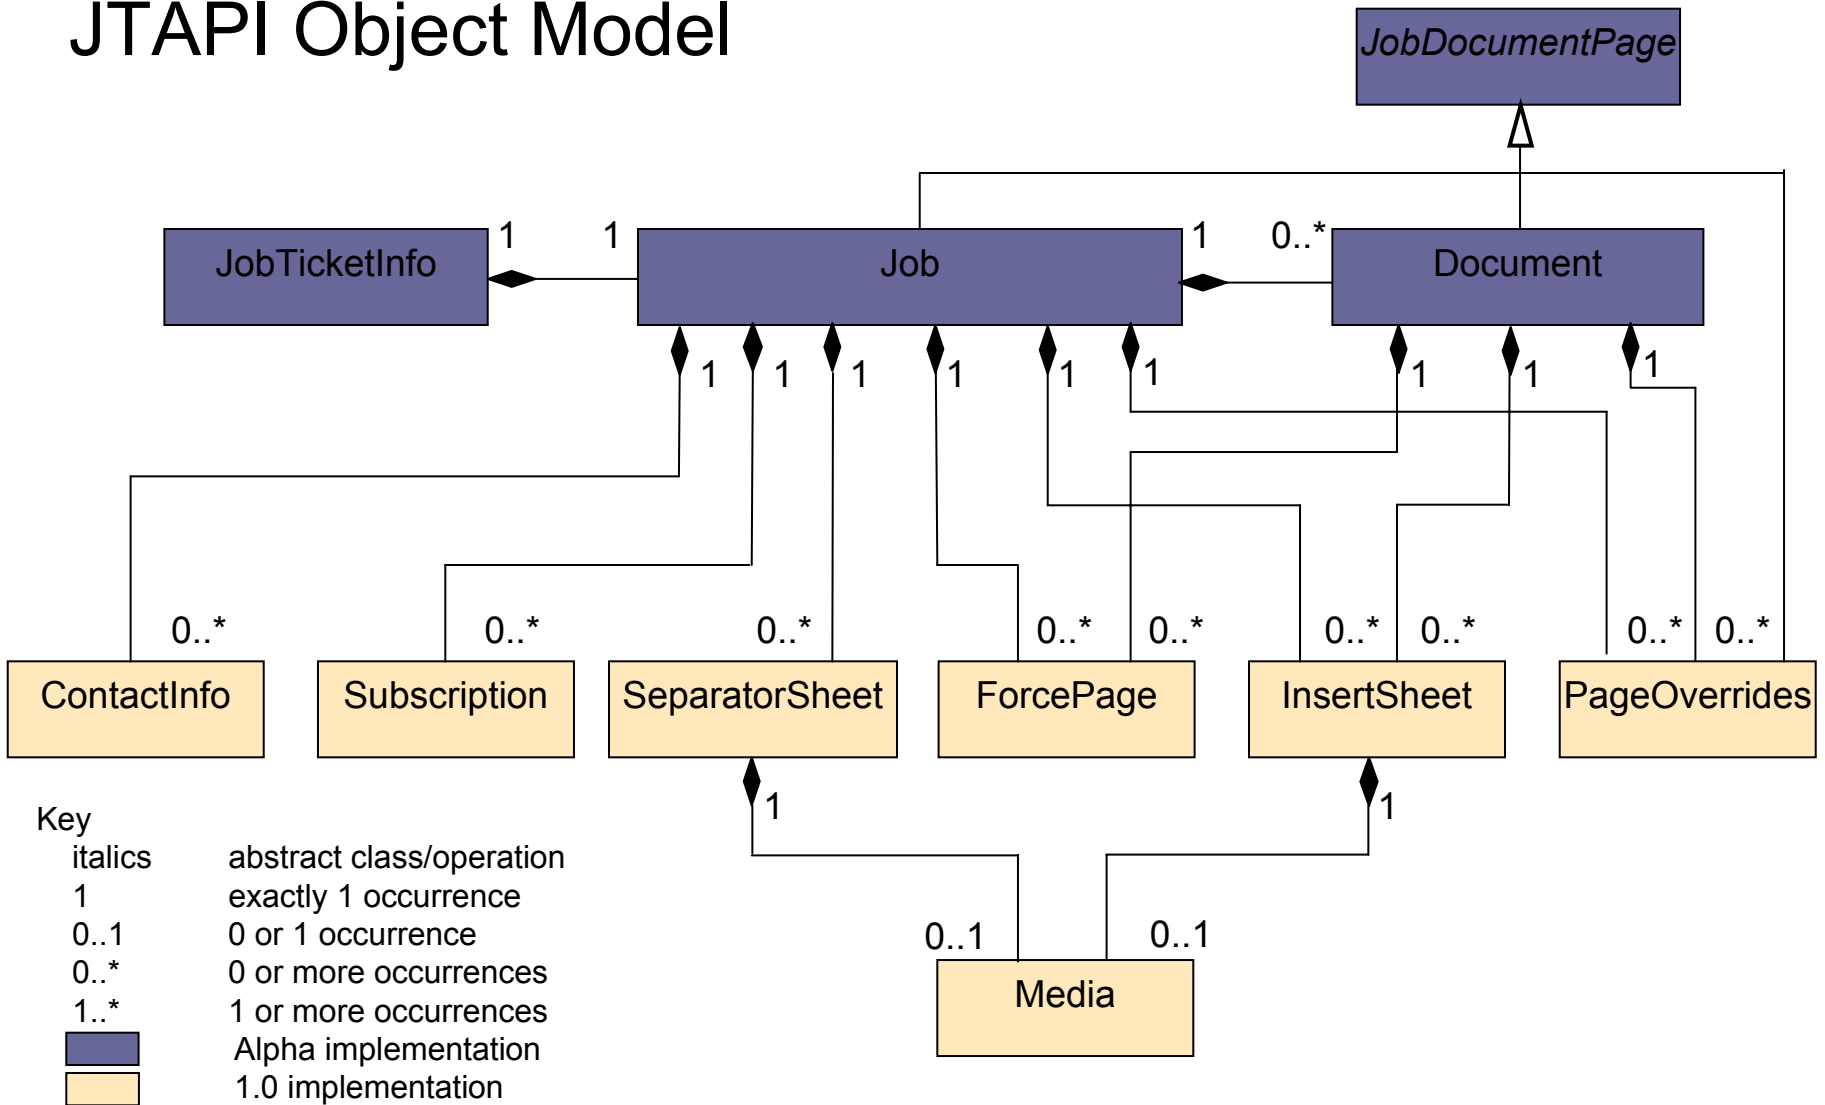 JTAPI Object Model
JobDocumentPage
1 1 1 0..*
JobTicketInfo Job Document
1 1 1 1 1 1 1 1 1
0..* 0..* 0..* 0..* 0..* 0..* 0..* 0..* 0..*
ContactInfo Subscription SeparatorSheet ForcePage InsertSheet PageOverrides
1 1
Key
italics abstract class/operation
1 exactly 1 occurrence
0..1 0 or 1 occurrence
0..1 0..1
0..* 0 or more occurrences
Media
1..* 1 or more occurrences
Alpha implementation
1.0 implementation